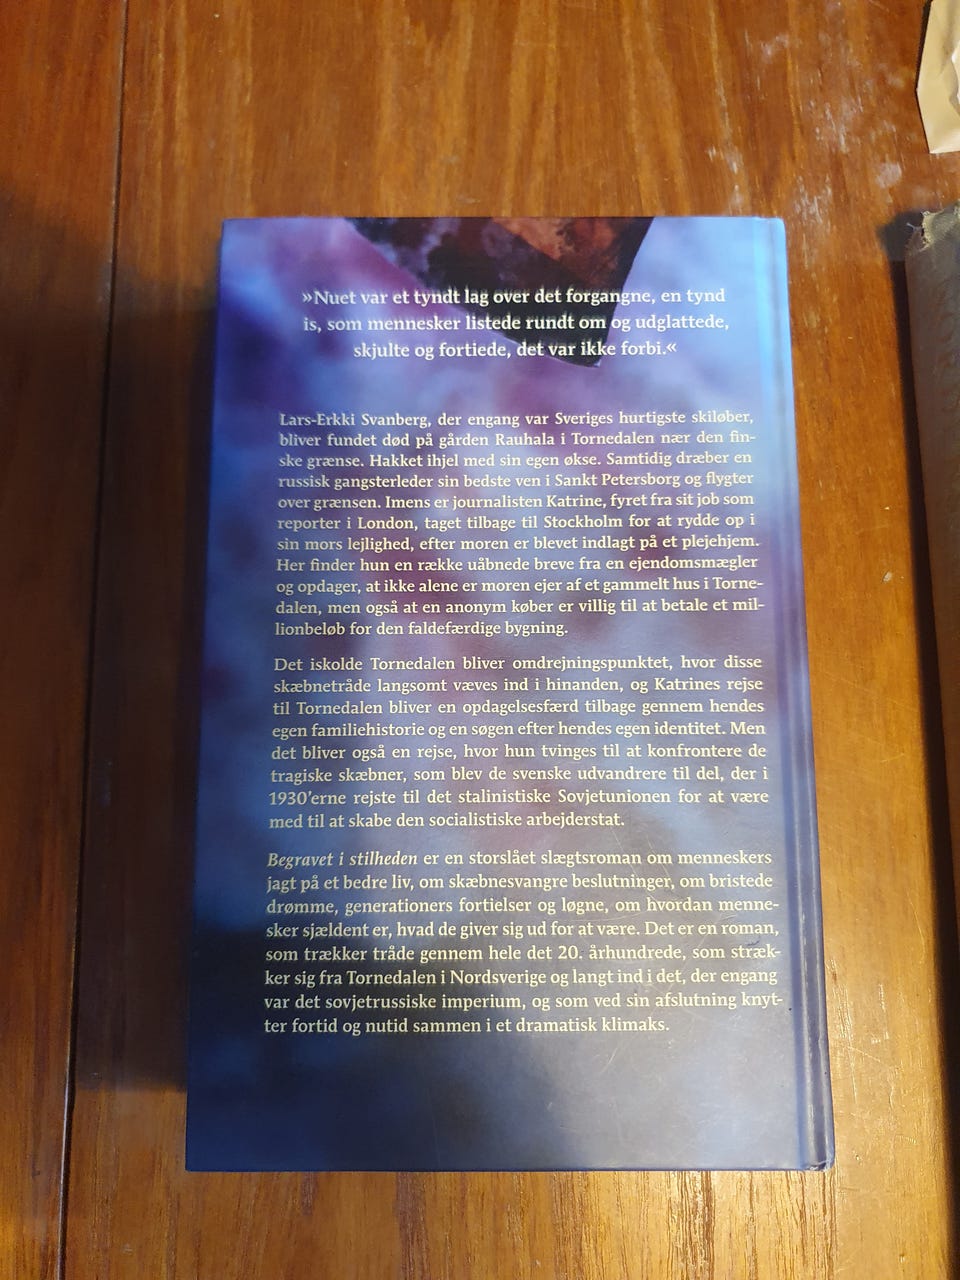 »Nuet var et tyndt lag over det forgangne, en tynd
is, som mennesker listede rundt om og udglattede,
skjulte og fortiede, det var ikke forbi.«
Lars-Erkki Svanberg, der engang var Sveriges hurtigste skiløber,
bliver fundet død på gården Rauhala i Tornedalen nær den fin-
ske grænse. Hakket ihjel med sin egen økse. Samtidig dræber en
russisk gangsterleder sin bedste ven i Sankt Petersborg og flygter
over grænsen. Imens er journalisten Katrine, fyret fra sit job som
reporter i London, taget tilbage til Stockholm for at rydde op i
sin mors lejlighed, efter moren er blevet indlagt på et plejehjem.
Her finder hun en række uåbnede breve fra en ejendomsmægler
og opdager, at ikke alene er moren ejer af et gammelt hus i Torne-
dalen, men også at en anonym køber er villig til at betale et mil-
lionbeløb for den faldefærdige bygning.
Det iskolde Tornedalen bliver omdrejningspunktet, hvor disse
skæbnetråde langsomt væves ind i hinanden, og Katrines rejse
til Tornedalen bliver en opdagelsesfærd tilbage gennem hendes
egen familiehistorie og en søgen efter hendes egen identitet. Men
det bliver også en rejse, hvor hun tvinges til at konfrontere de
tragiske skæbner, som blev de svenske udvandrere til del, der i
1930'erne rejste til det stalinistiske Sovjetunionen for at være
med til at skabe den socialistiske arbejderstat.
Begravet i stilheden er en storslået slægtsroman om menneskers
jagt på et bedre liv, om skæbnesvangre beslutninger, om bristede
drømme, generationers fortielser og løgne, om hvordan menne-
sker sjældent er, hvad de giver sig ud for at være. Det er en roman,
som trækker tråde gennem hele det 20. århundrede, som stræk-
ker sig fra Tornedalen i Nordsverige og langt ind i det, der engang
var det sovjetrussiske imperium, og som ved sin afslutning knyt-
ter fortid og nutid sammen i et dramatisk klimaks.